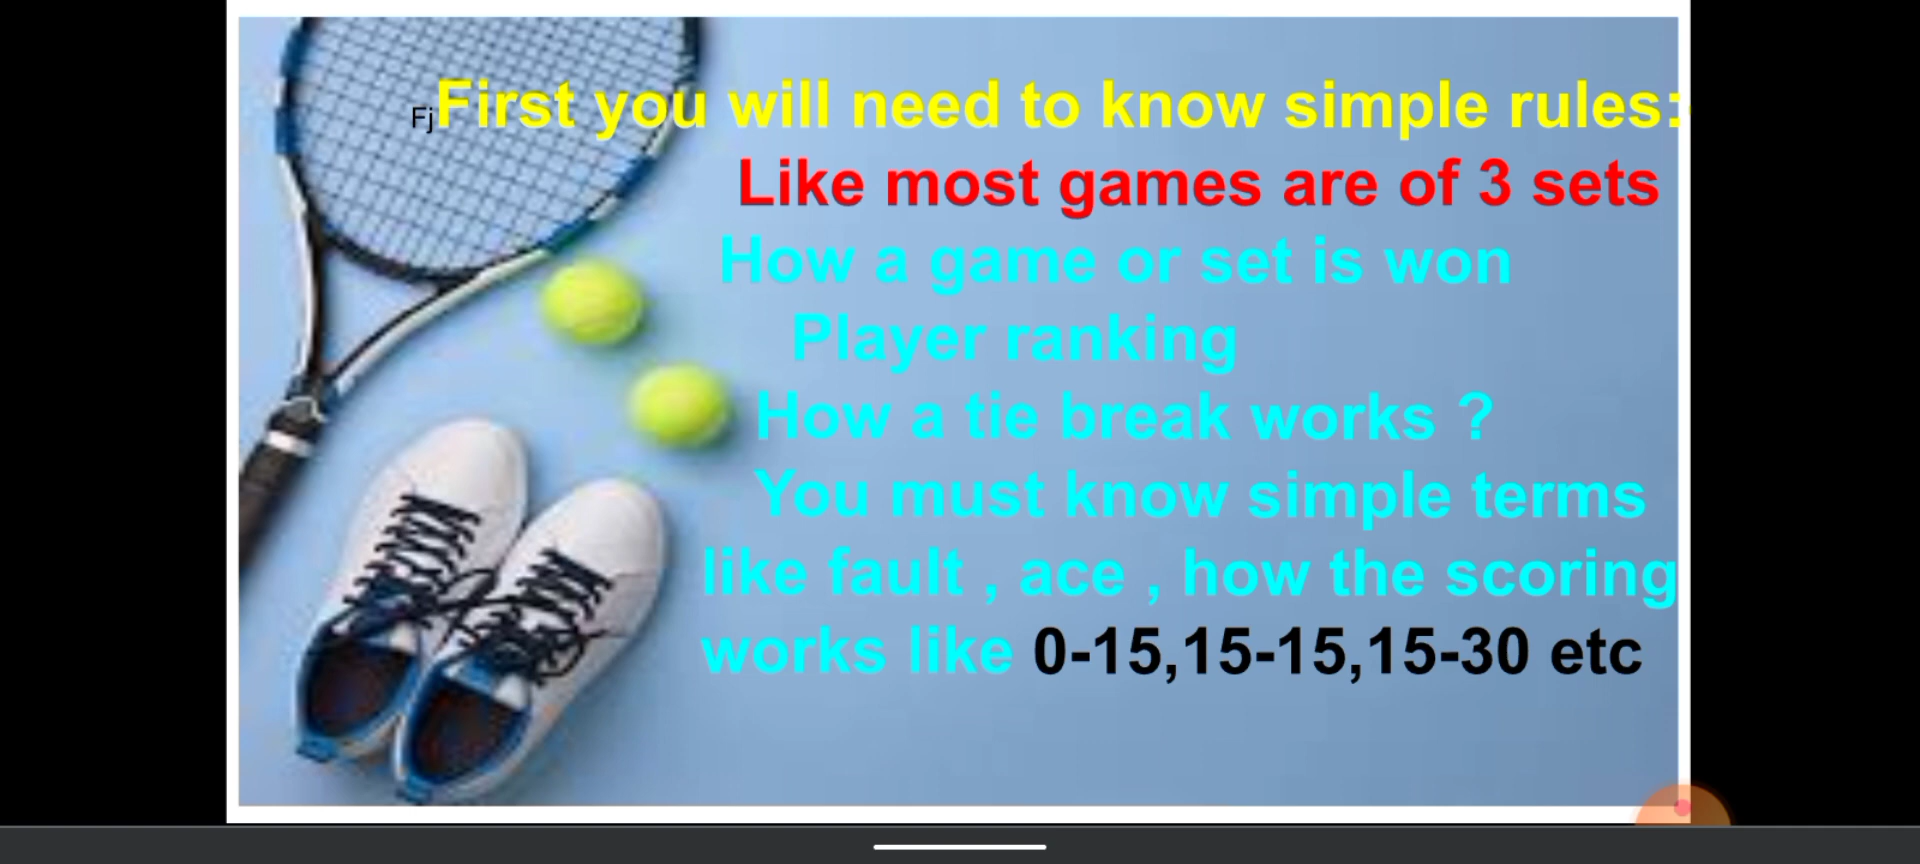 FjFirst you will need to know simple rules:
Like most games are of 3 sets
How a game or set is won
Player ranking
How a tie break works ?
You must know simple terms
like fault , ace , how the scoring
works like 0-15,15-15,15-30 etc